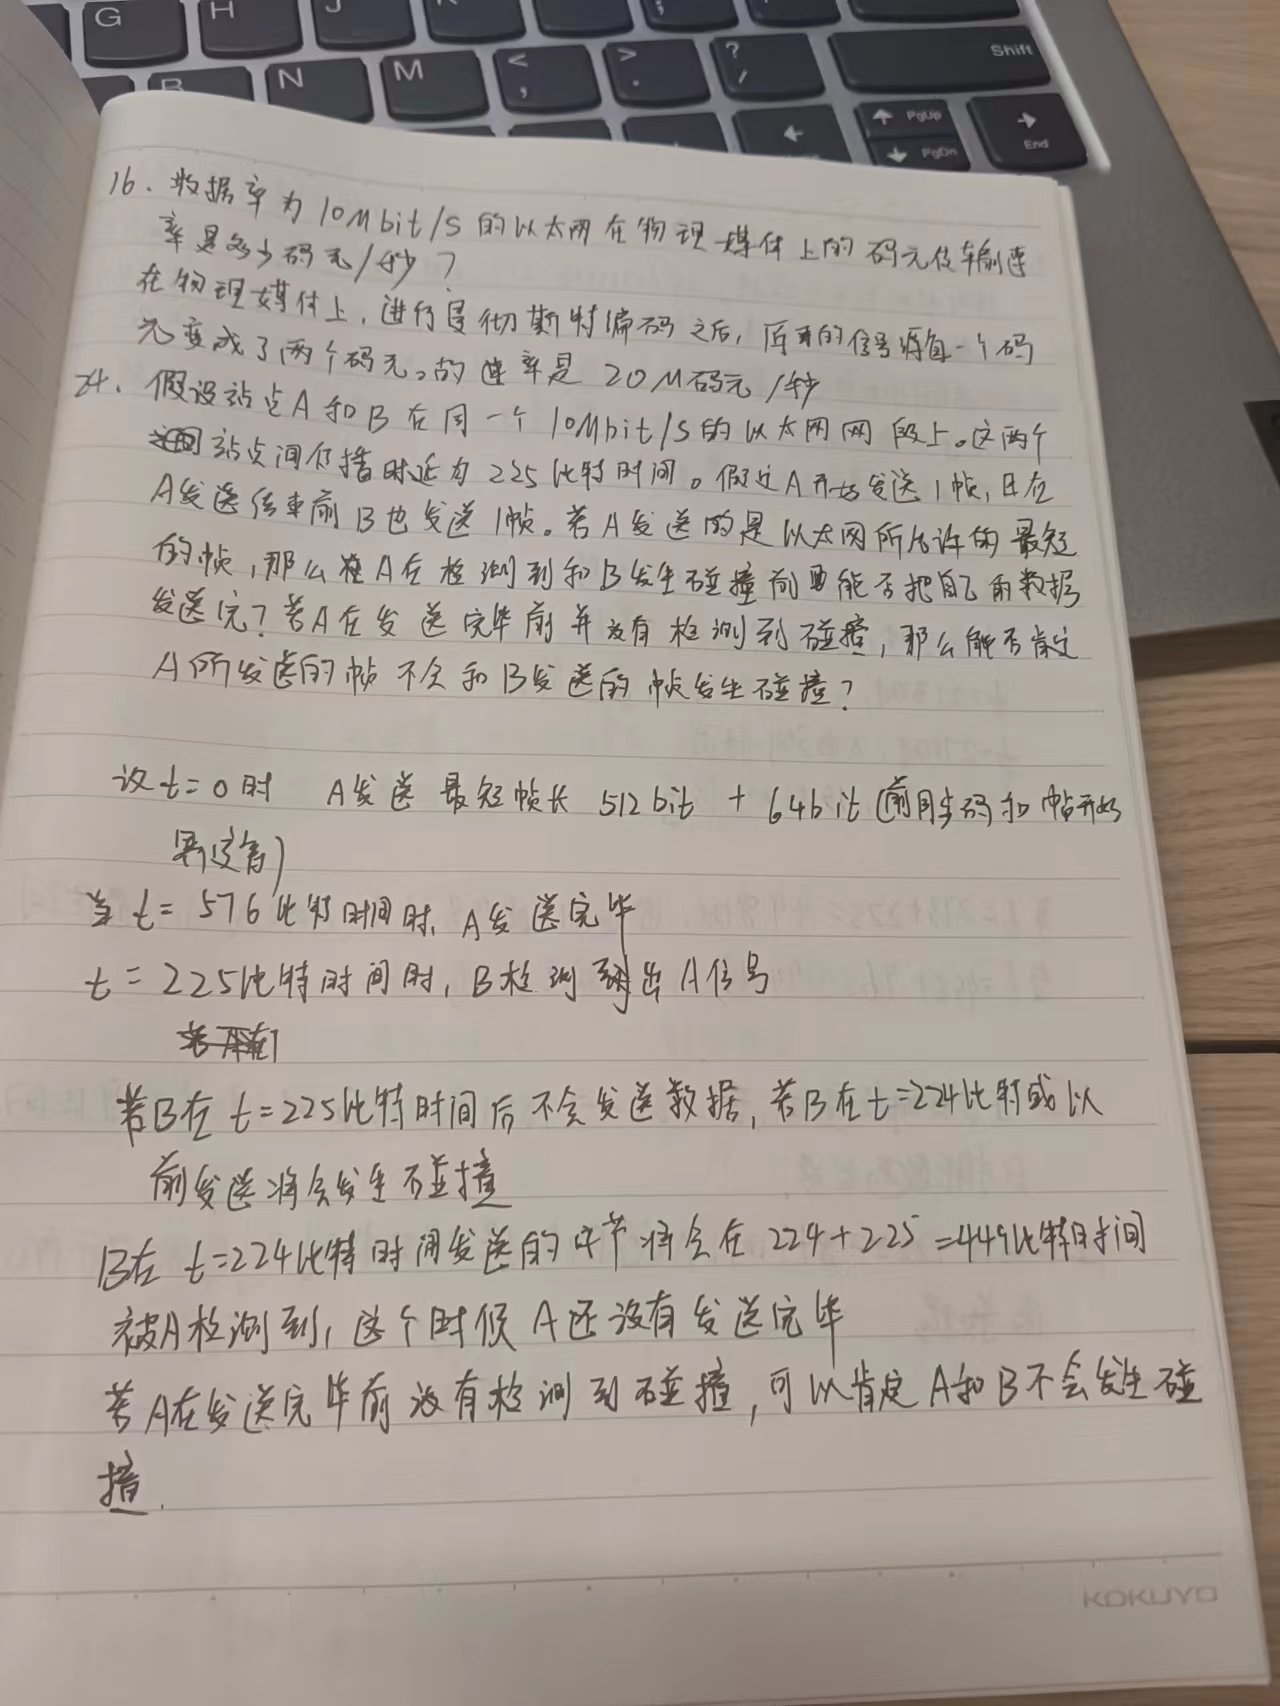 G H J
N M < , > . ? / Shift
PgUp
PgDn End
16. 数据率为10Mbit/s的以太网在物理媒体上的码元传输速
率是多少码元/秒?
在物理媒体上,进行曼彻斯特编码之后,原来的信号将每一个码
元变成了两个码元。的速率是 20M码元/秒
24. 假设站点A和B在同一个10Mbit/s的以太网网段上。这两个
站点间传播时延为225比特时间。假定A开始发送1帧,且在
A发送结束前B也发送1帧。若A发送的是以太网所允许的最短
的帧,那么A在检测到和B发生碰撞前能否把自己的数据
发送完?若A在发送完毕前并没有检测到碰撞,那么能否肯定
A所发送的帧不会和B发送的帧发生碰撞?
设t=0时 A发送最短帧长 512bit + 64bit (前同步码和帧开始
界定符)
当t=576比特时间时,A发送完毕
t=225比特时间时,B检测出A信号
若B在t=225比特时间后不会发送数据,若B在t=224比特或以
前发送将会发生碰撞
B在t=224比特时间发送的字节将会在224+225=449比特时间
被A检测到,这个时候A还没有发送完毕
若A在发送完毕前没有检测到碰撞,可以肯定A和B不会发生碰
撞.
KOKUYO